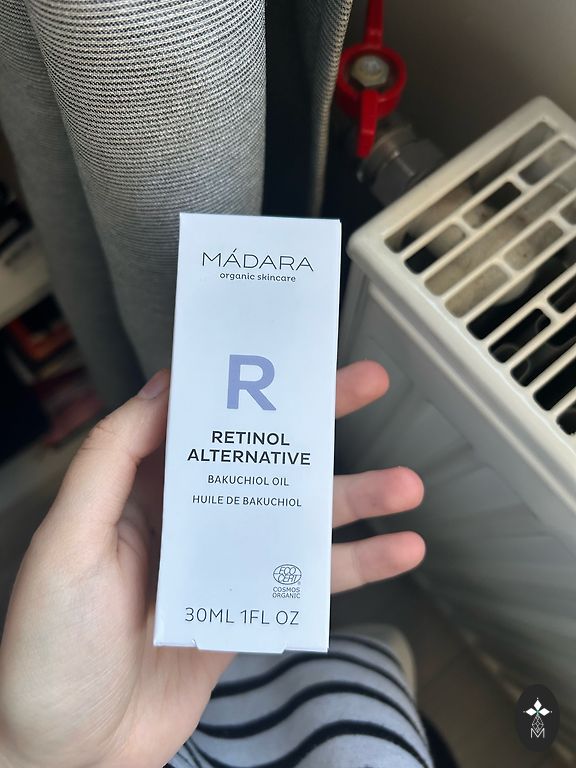 MÁDARA
organic skincare
R
RETINOL
ALTERNATIVE
BAKUCHIOL OIL
HUILE DE BAKUCHIOL
ECO
CERT
COSMOS
ORGANIC
30ML 1FL OZ
M